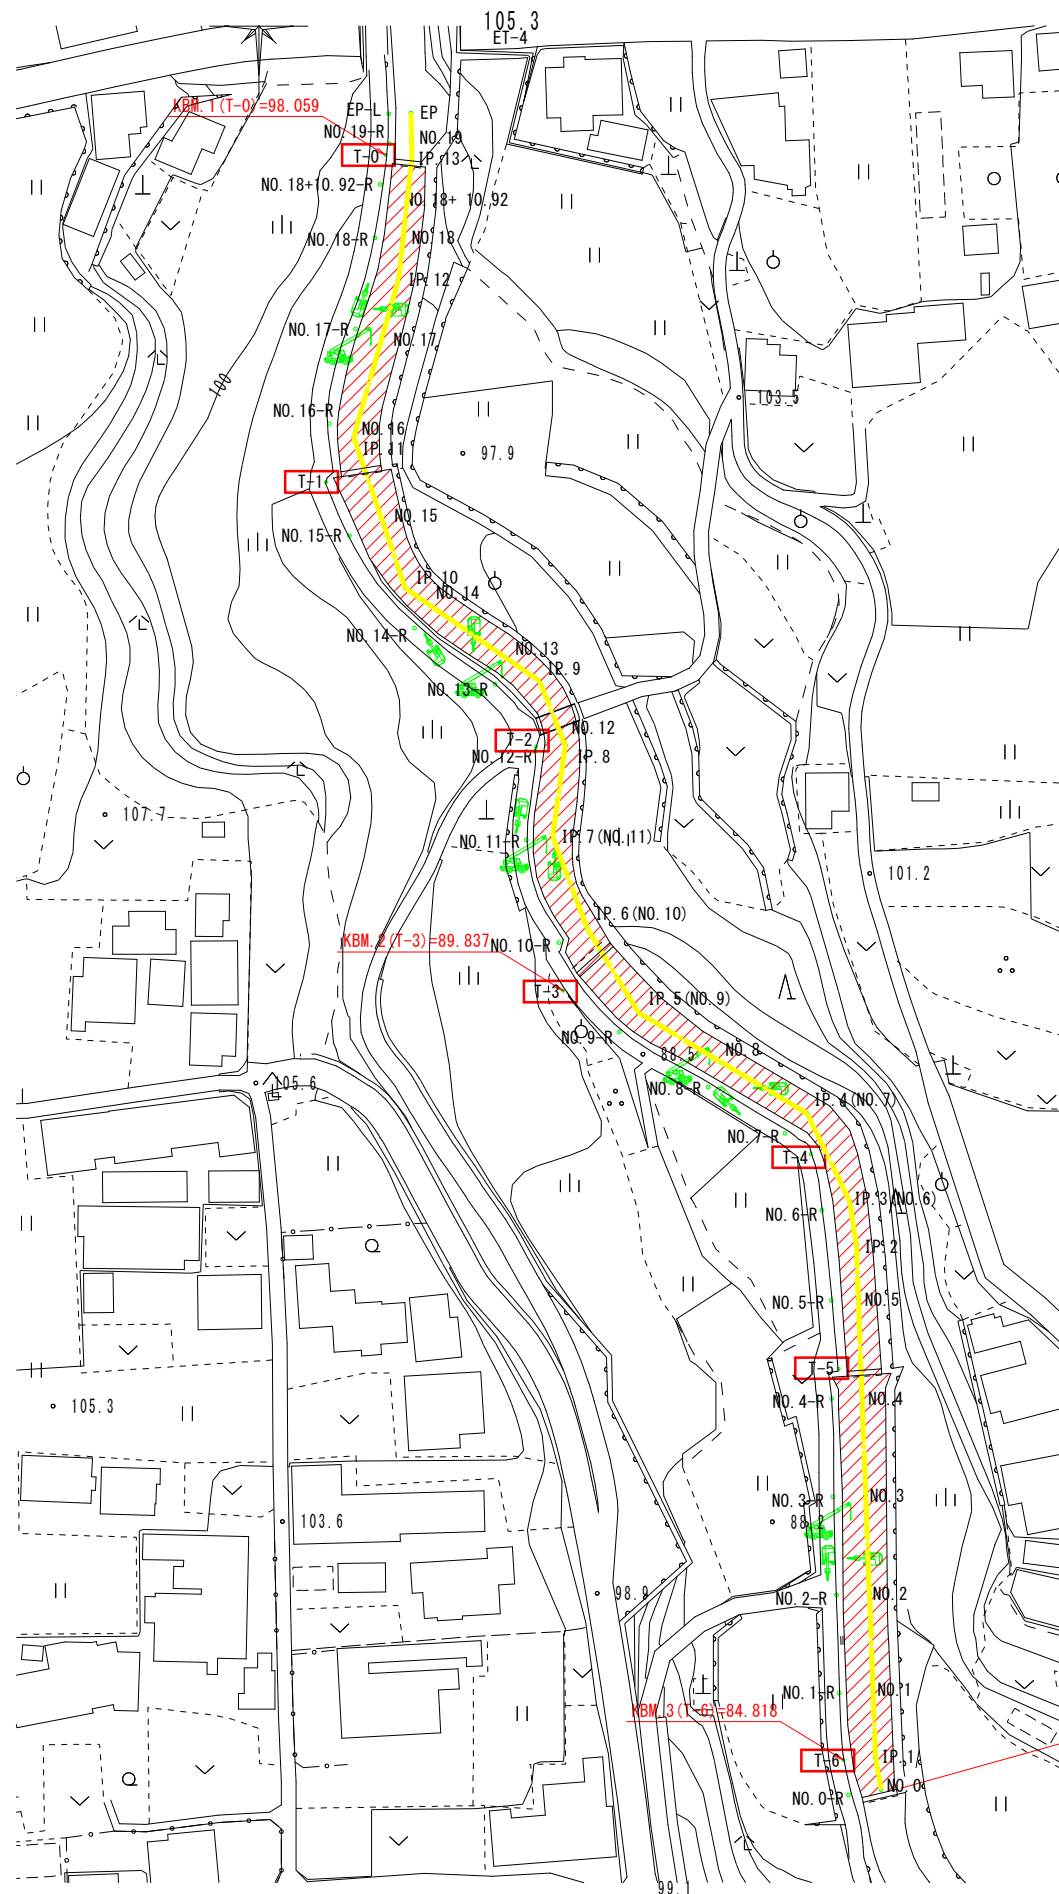 105.3
ET-4
KBM.1(T-0)=98.059
EP-L
EP
NO.19-R
NO.19
T-0
IP.13
NO.18+10.92-R
NO.18+ 10.92
NO.18-R
NO.18
IP.12
NO.17-R
NO.17
100
103.5
NO.16-R
NO.16
IP.11
97.9
T-1
NO.15
NO.15-R
IP.10
NO.14
NO.14-R
NO.13
IP.9
NO.13-R
NO.12
T-2
NO.12-R
IP.8
107.7
NO.11-R
IP.7(NO.11)
101.2
IP.6(NO.10)
KBM.2(T-3)=89.837
NO.10-R
T-3
IP.5(NO.9)
NO.9-R
88.5
NO.8
105.6
NO.8-R
IP.4(NO.7)
NO.7-R
T-4
IP.3(NO.6)
NO.6-R
IP.2
NO.5-R
NO.5
T-5
NO.4-R
NO.4
105.3
NO.3-R
NO.3
103.6
88.2
98.9
NO.2-R
NO.2
NO.1-R
NO.1
KBM.3(T-6)=84.818
T-6
IP.1
NO.0-R
NO.0
99.1